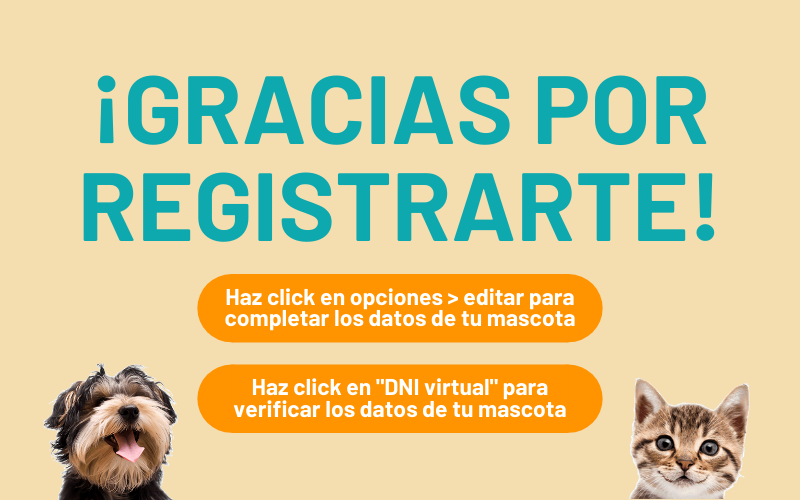 ¡GRACIAS POR
REGISTRARTE!
Haz click en opciones > editar para
completar los datos de tu mascota
Haz click en "DNI virtual" para
verificar los datos de tu mascota